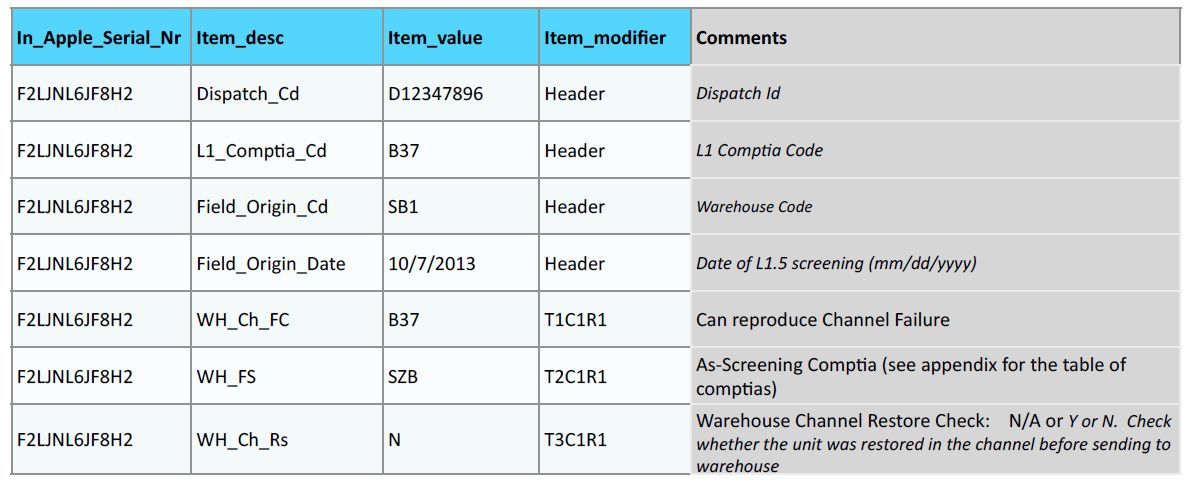 In_Apple_Serial_Nr Item_desc Item_value Item_modifier Comments
F2LJNL6JF8H2 Dispatch_Cd D12347896 Header Dispatch Id
F2LJNL6JF8H2 L1_Comptia_Cd B37 Header L1 Comptia Code
F2LJNL6JF8H2 Field_Origin_Cd SB1 Header Warehouse Code
F2LJNL6JF8H2 Field_Origin_Date 10/7/2013 Header Date of L1.5 screening (mm/dd/yyyy)
F2LJNL6JF8H2 WH_Ch_FC B37 T1C1R1 Can reproduce Channel Failure
F2LJNL6JF8H2 WH_FS SZB T2C1R1 As-Screening Comptia (see appendix for the table of
comptias)
F2LJNL6JF8H2 WH_Ch_Rs N T3C1R1 Warehouse Channel Restore Check: N/A or Y or N. Check
whether the unit was restored in the channel before sending to
warehouse